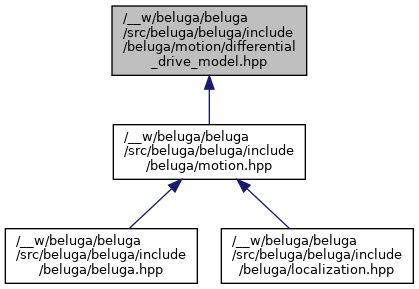 /__w/beluga/beluga
/src/beluga/beluga/include
/beluga/motion/differential
_drive_model.hpp
/__w/beluga/beluga
/src/beluga/beluga/include
/beluga/motion.hpp
/__w/beluga/beluga
/src/beluga/beluga/include
/beluga/beluga.hpp
/__w/beluga/beluga
/src/beluga/beluga/include
/beluga/localization.hpp